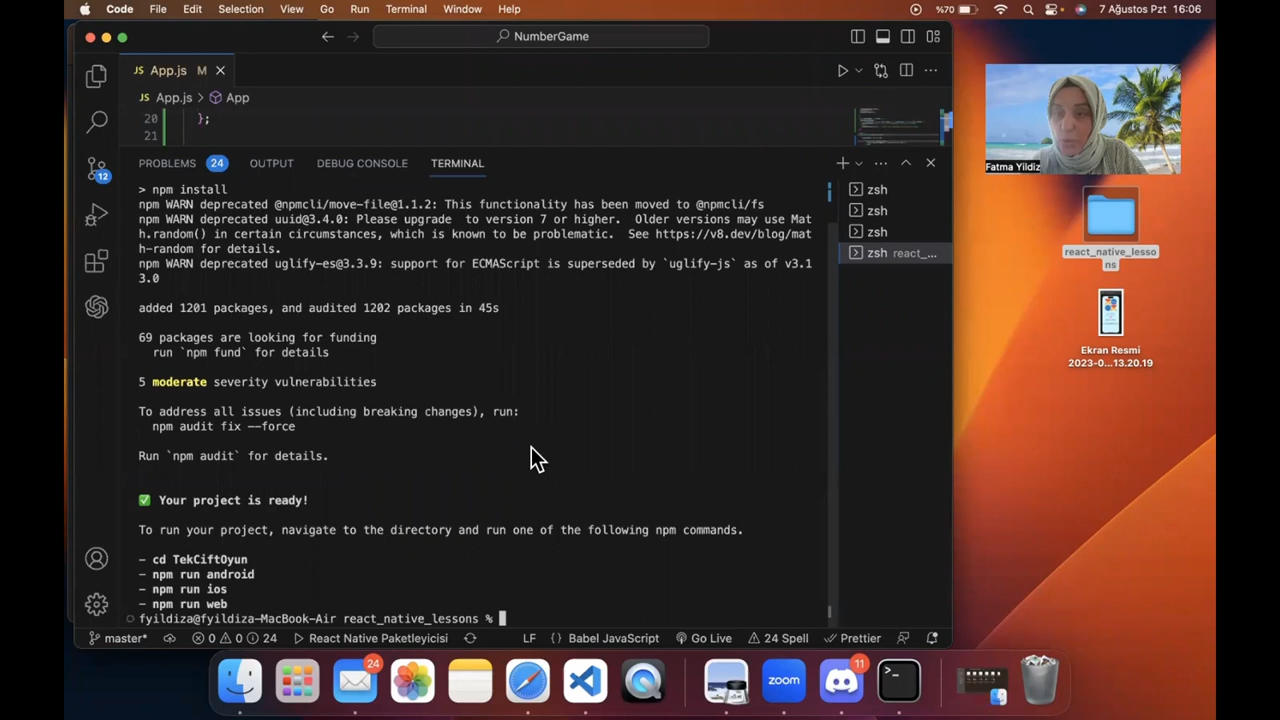 Code File Edit Selection View Go Run Terminal Window Help %70 7 Ağustos Pzt 16:06
NumberGame
JS App.js M
JS App.js > App
20 };
21
PROBLEMS 24 OUTPUT DEBUG CONSOLE TERMINAL
> npm install
npm WARN deprecated @npmcli/move-file@1.1.2: This functionality has been moved to @npmcli/fs
npm WARN deprecated uuid@3.4.0: Please upgrade to version 7 or higher. Older versions may use Mat
h.random() in certain circumstances, which is known to be problematic. See https://v8.dev/blog/mat
h-random for details.
npm WARN deprecated uglify-es@3.3.9: support for ECMAScript is superseded by `uglify-js` as of v3.1
3.0
added 1201 packages, and audited 1202 packages in 45s
69 packages are looking for funding
run `npm fund` for details
5 moderate severity vulnerabilities
To address all issues (including breaking changes), run:
npm audit fix --force
Run `npm audit` for details.
✅ Your project is ready!
To run your project, navigate to the directory and run one of the following npm commands.
- cd TekCiftOyun
- npm run android
- npm run ios
- npm run web
fyildiza@fyildiza-MacBook-Air react_native_lessons %
zsh
zsh
zsh
zsh react_...
12
master* 0 0 24 React Native Paketleyicisi LF {} Babel JavaScript Go Live 24 Spell Prettier
Fatma Yildiz
react_native_lesso
ns
Ekran Resmi
2023-0...13.20.19
24
zoom
11